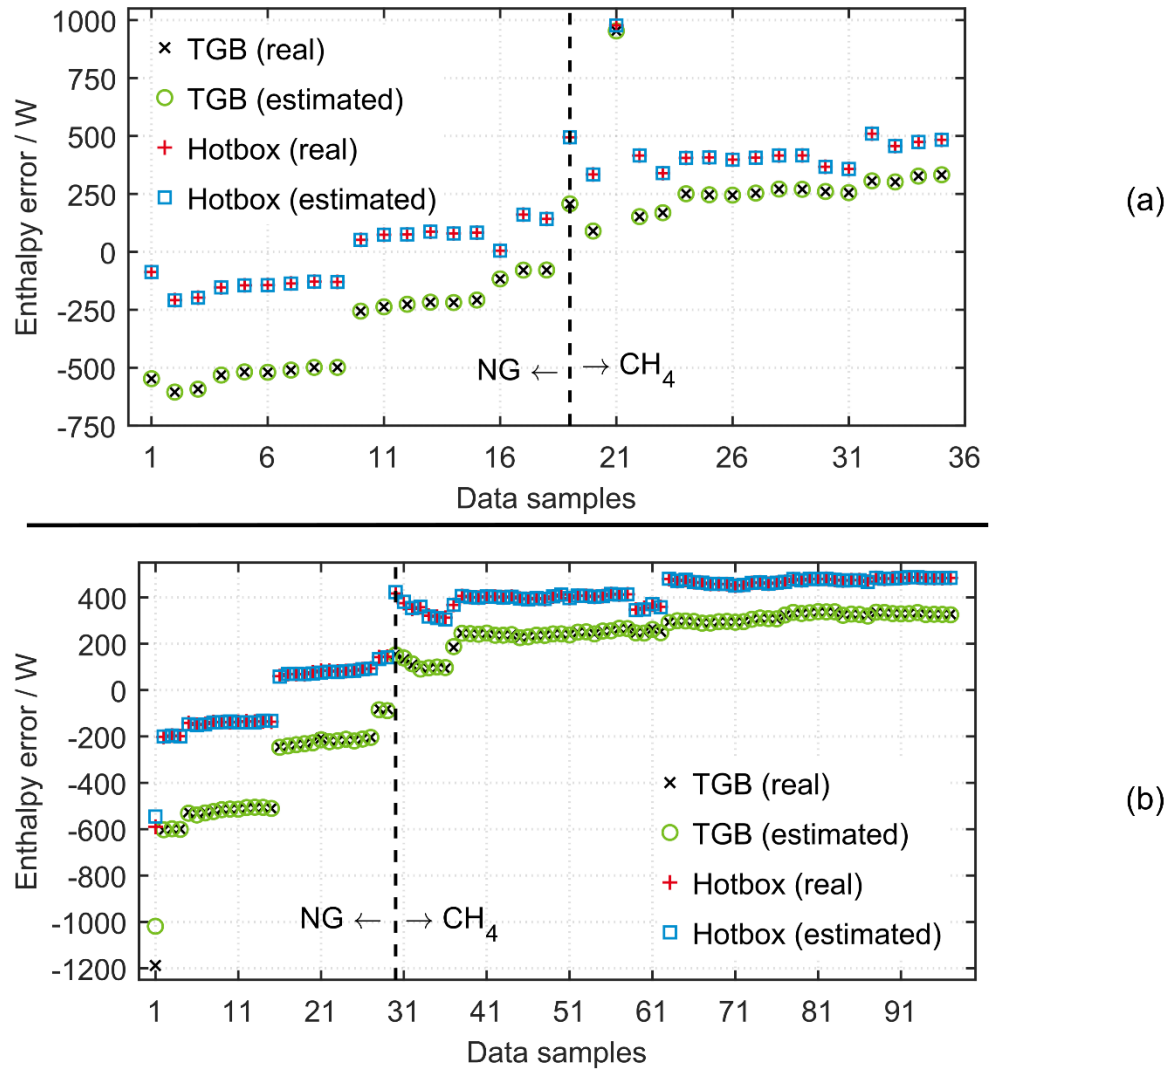 1000
750
500
250
0
-250
-500
-750
Enthalpy error / W
TGB (real)
TGB (estimated)
Hotbox (real)
Hotbox (estimated)
NG ← → CH4
1 6 11 16 21 26 31 36
Data samples
(a)
400
200
0
-200
-400
-600
-800
-1000
-1200
Enthalpy error / W
TGB (real)
TGB (estimated)
Hotbox (real)
Hotbox (estimated)
NG ← → CH4
1 11 21 31 41 51 61 71 81 91
Data samples
(b)